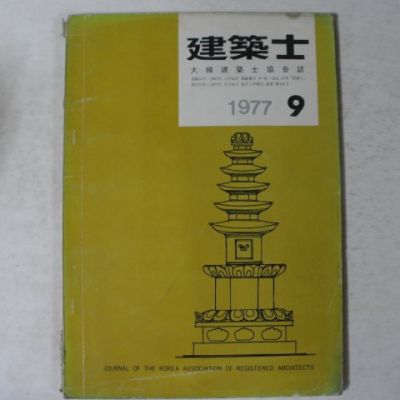 建築士
大韓建築士協会誌
1977 9
JOURNAL OF THE KOREA ASSOCIATION OF REGISTERED ARCHITECTS